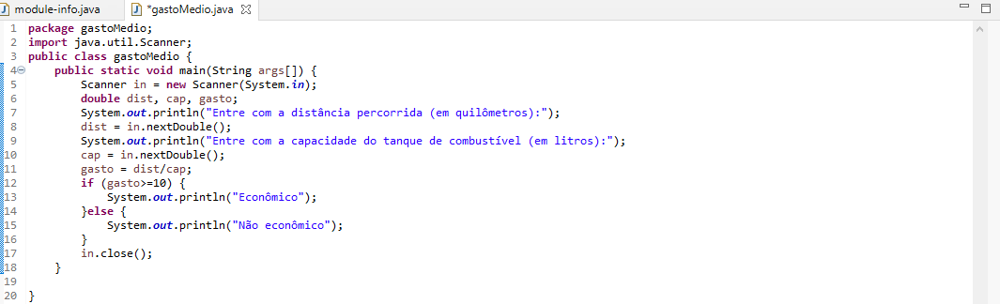 module-info.java *gastoMedio.java
1 package gastoMedio;
2 import java.util.Scanner;
3 public class gastoMedio {
4 public static void main(String args[]) {
5 Scanner in = new Scanner(System.in);
6 double dist, cap, gasto;
7 System.out.println("Entre com a distância percorrida (em quilômetros):");
8 dist = in.nextDouble();
9 System.out.println("Entre com a capacidade do tanque de combustível (em litros):");
10 cap = in.nextDouble();
11 gasto = dist/cap;
12 if (gasto>=10) {
13 System.out.println("Econômico");
14 }else {
15 System.out.println("Não econômico");
16 }
17 in.close();
18 }
19
20 }